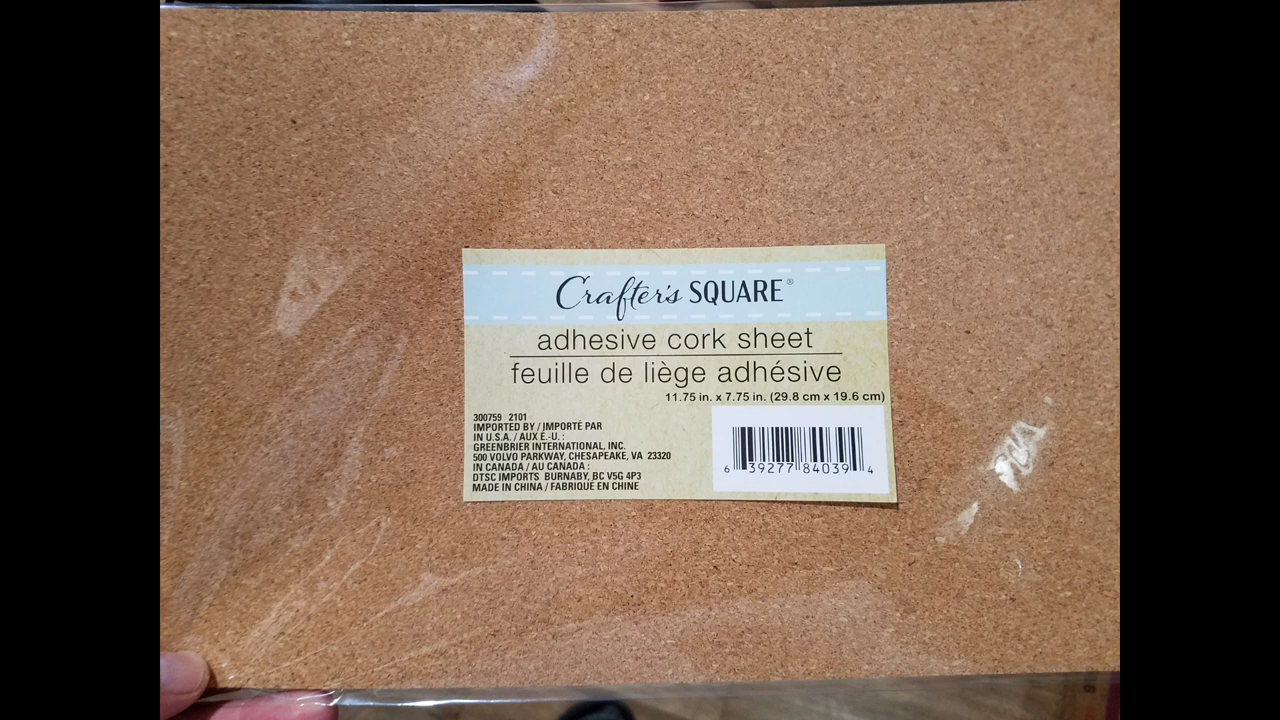 Crafter's SQUARE®
adhesive cork sheet
feuille de liège adhésive
11.75 in. x 7.75 in. (29.8 cm x 19.6 cm)
300759 2101
IMPORTED BY / IMPORTÉ PAR
IN U.S.A. / AUX É.-U. :
GREENBRIER INTERNATIONAL, INC.
500 VOLVO PARKWAY, CHESAPEAKE, VA 23320
IN CANADA / AU CANADA :
DTSC IMPORTS BURNABY, BC V5G 4P3
MADE IN CHINA / FABRIQUÉ EN CHINE
6 39277 84039 4